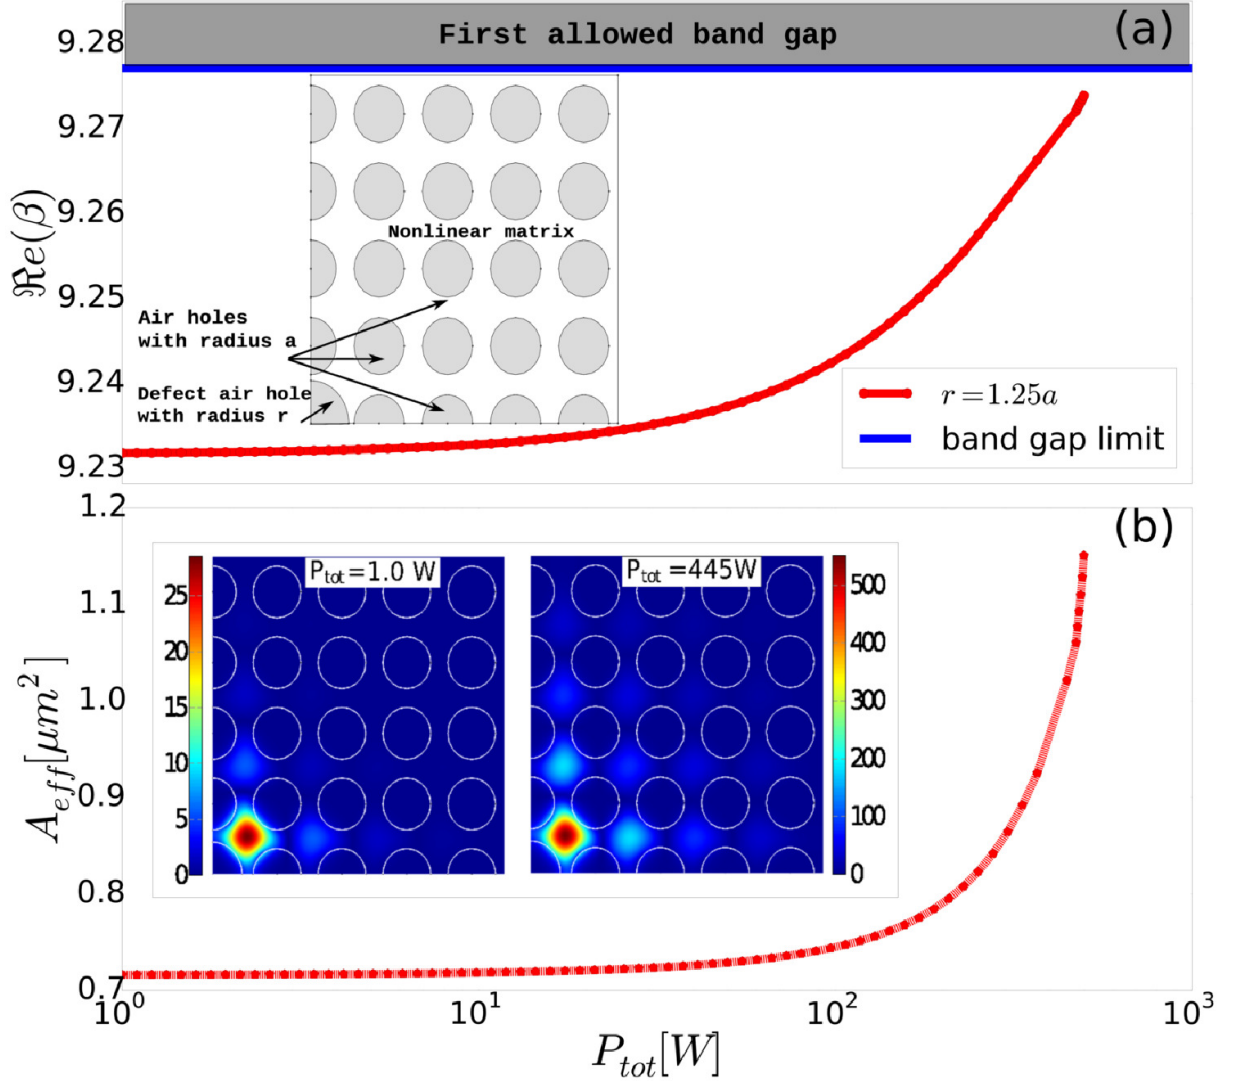 First allowed band gap
(a)
9.28
9.27
9.26
9.25
9.24
9.23
ℜe(β)
Nonlinear matrix
Air holes
with radius a
Defect air hole
with radius r
r=1.25a
band gap limit
(b)
1.2
1.1
1.0
0.9
0.8
0.7
A_eff[μm²]
P_tot=1.0 W
P_tot=445W
25
20
15
10
5
0
500
400
300
200
100
0
10⁰
10¹
10²
10³
P_tot[W]